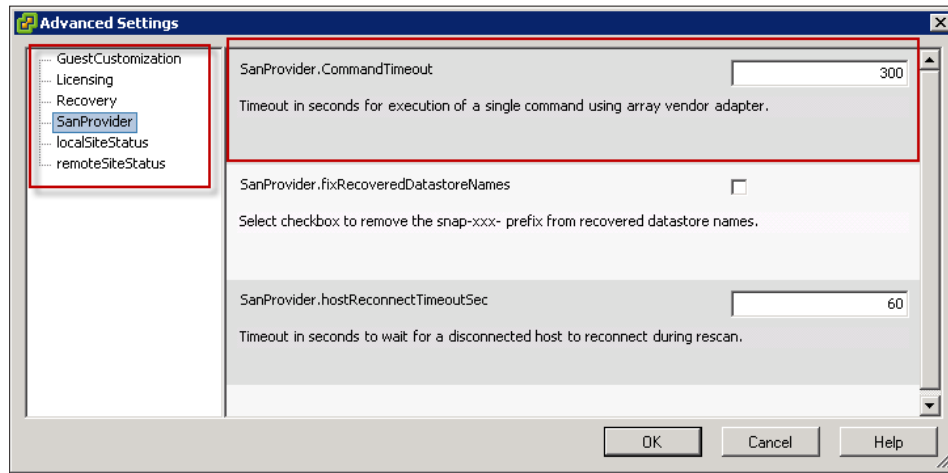 Advanced Settings
GuestCustomization
Licensing
Recovery
SanProvider
localSiteStatus
remoteSiteStatus
SanProvider.CommandTimeout
300
Timeout in seconds for execution of a single command using array vendor adapter.
SanProvider.fixRecoveredDatastoreNames
Select checkbox to remove the snap-xxx- prefix from recovered datastore names.
SanProvider.hostReconnectTimeoutSec
60
Timeout in seconds to wait for a disconnected host to reconnect during rescan.
OK
Cancel
Help